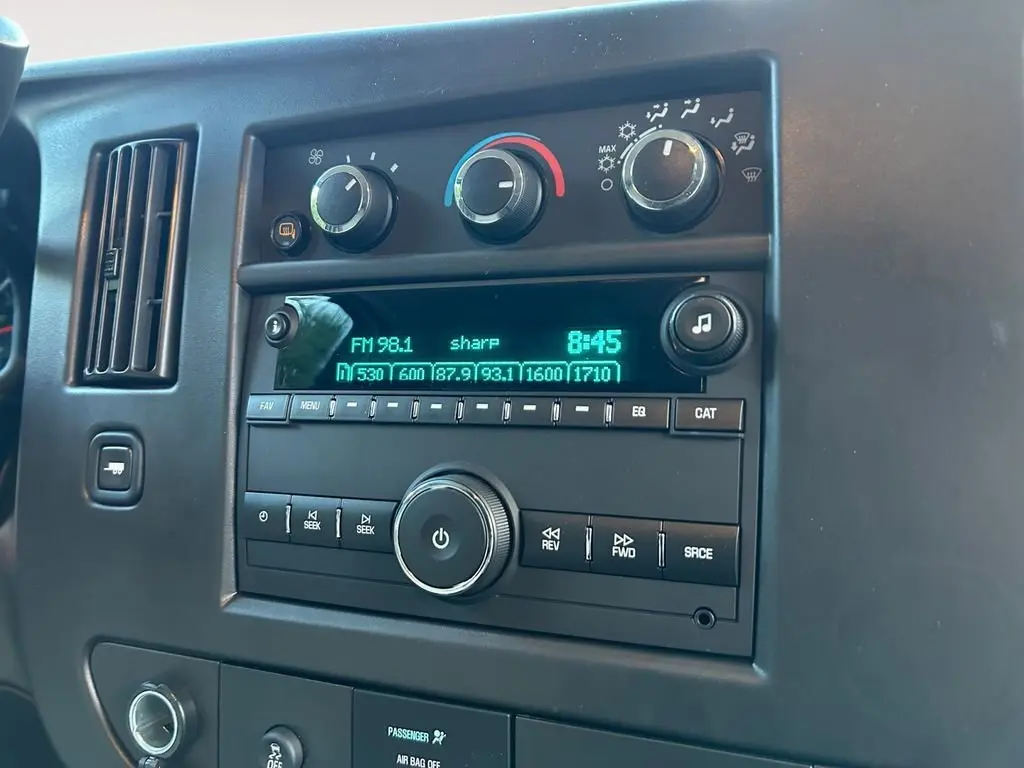 MAX
FM 98.1 sharp 8:45
530 600 87.9 93.1 1600 1710
FAV MENU EQ CAT
SEEK SEEK REV FWD SRCE
PASSENGER
AIR BAG OFF
OFF